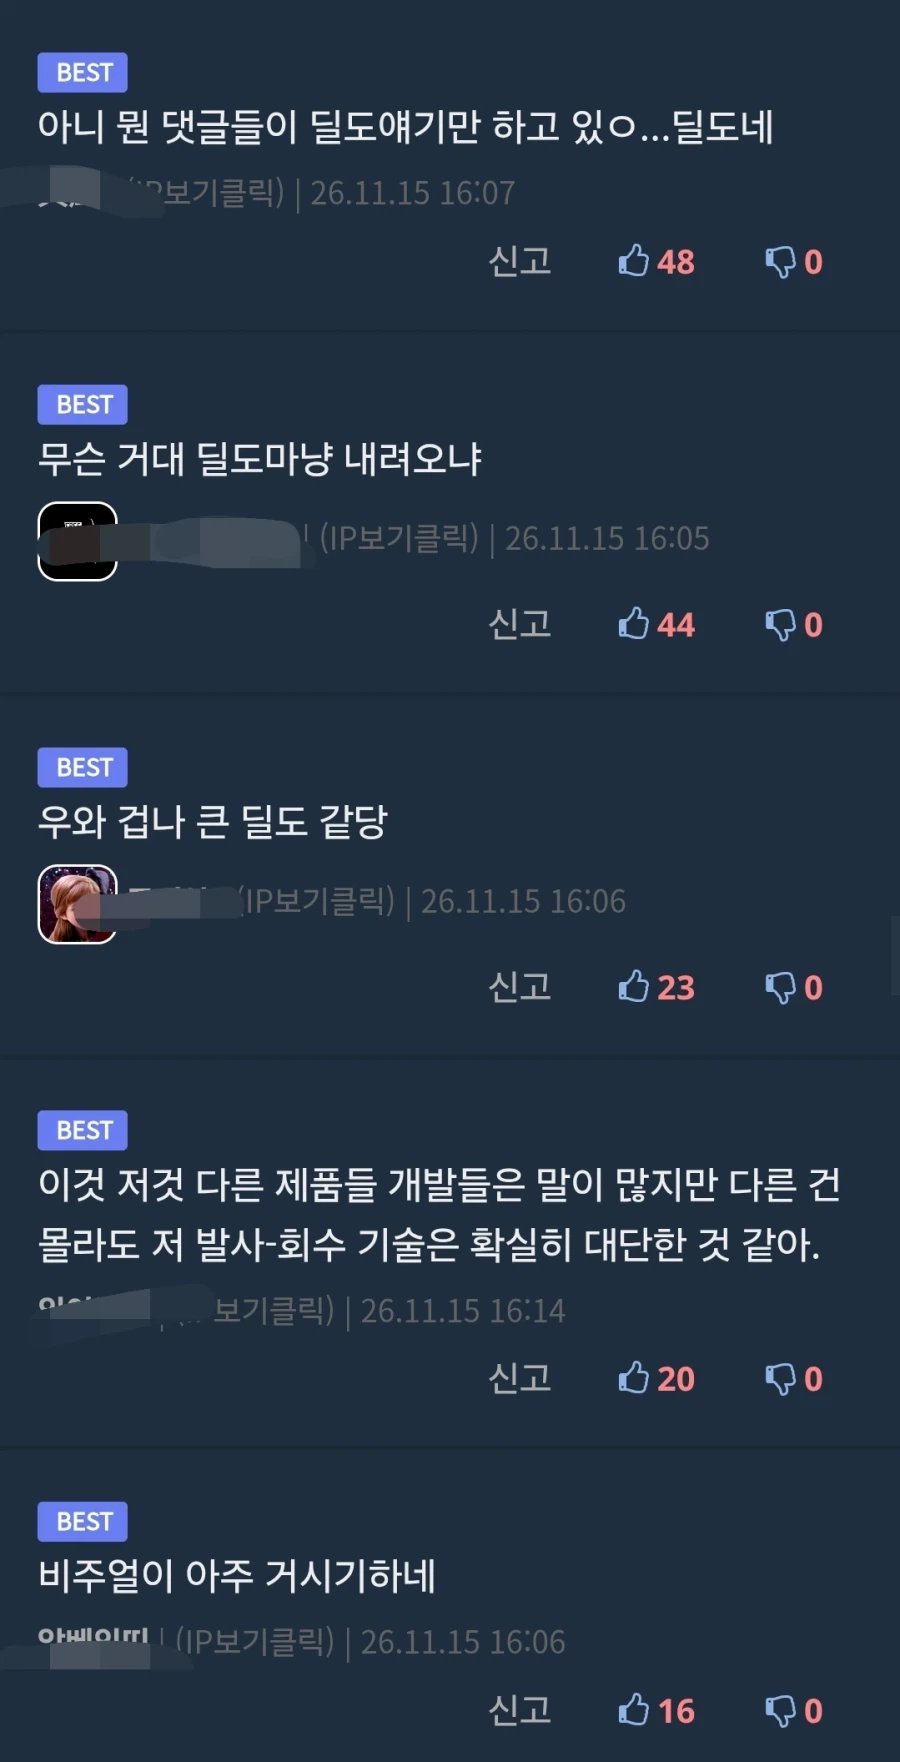 BEST
아니 뭔 댓글들이 딜도얘기만 하고 있ㅇ...딜도네
보기클릭) | 26.11.15 16:07
신고 48 0
BEST
무슨 거대 딜도마냥 내려오냐
| (IP보기클릭) | 26.11.15 16:05
신고 44 0
BEST
우와 겁나 큰 딜도 같당
(IP보기클릭) | 26.11.15 16:06
신고 23 0
BEST
이것 저것 다른 제품들 개발들은 말이 많지만 다른 건
몰라도 저 발사-회수 기술은 확실히 대단한 것 같아.
보기클릭) | 26.11.15 16:14
신고 20 0
BEST
비주얼이 아주 거시기하네
| (IP보기클릭) | 26.11.15 16:06
신고 16 0